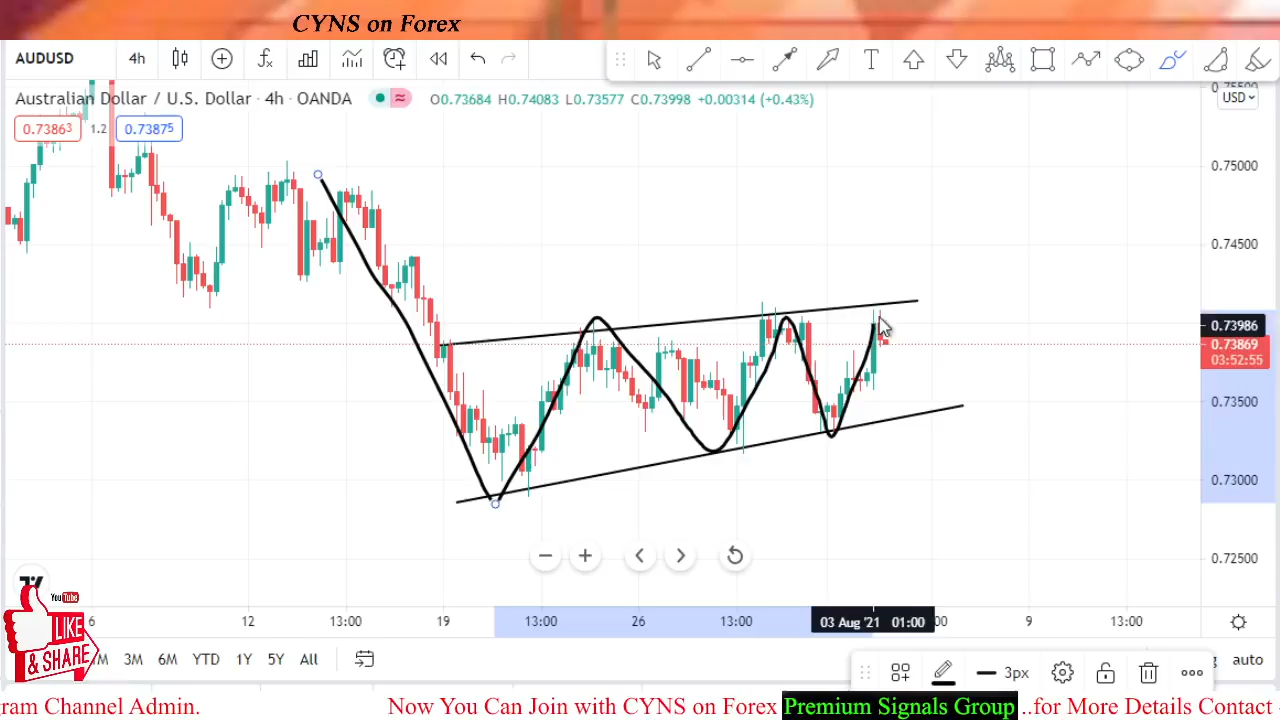 CYNS on Forex
AUDUSD 4h T
Australian Dollar / U.S. Dollar · 4h · OANDA O0.73684 H0.74083 L0.73577 C0.73998 +0.00314 (+0.43%)
USD
0.73863 1.2 0.73875
0.75500
0.75000
0.74500
0.73986
0.73869
03:52:55
0.73500
0.73000
0.72500
6 12 13:00 19 13:00 26 13:00 03 Aug '21 01:00 9 13:00
YouTube
LIKE
& SHARE
3M 6M YTD 1Y 5Y All
3px
auto
gram Channel Admin. Now You Can Join with CYNS on Forex Premium Signals Group ..for More Details Contact